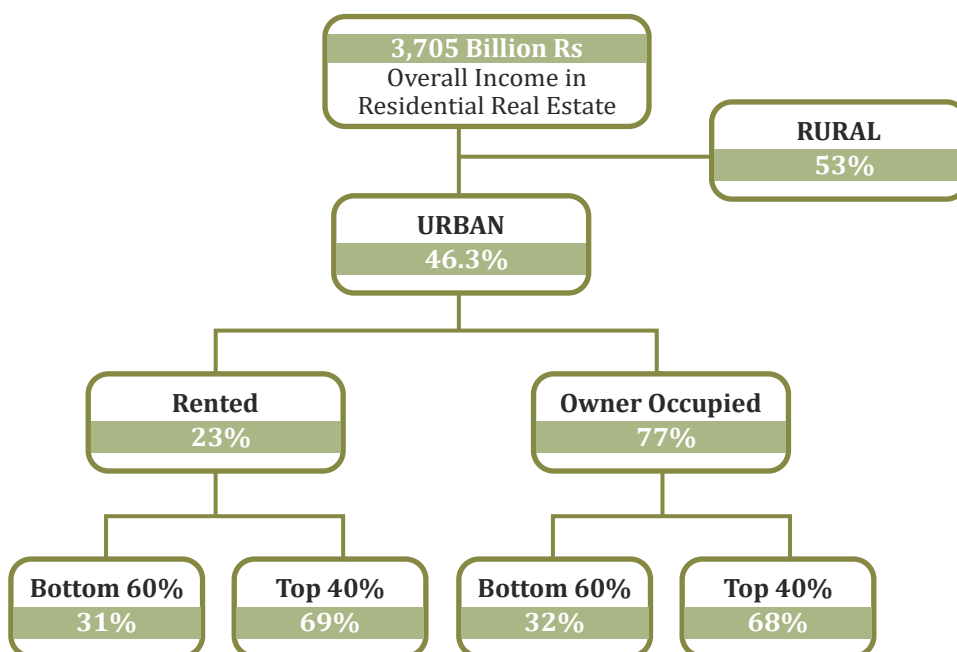 3,705 Billion Rs
Overall Income in
Residential Real Estate
RURAL
53%
URBAN
46.3%
Rented
23%
Owner Occupied
77%
Bottom 60%
31%
Top 40%
69%
Bottom 60%
32%
Top 40%
68%